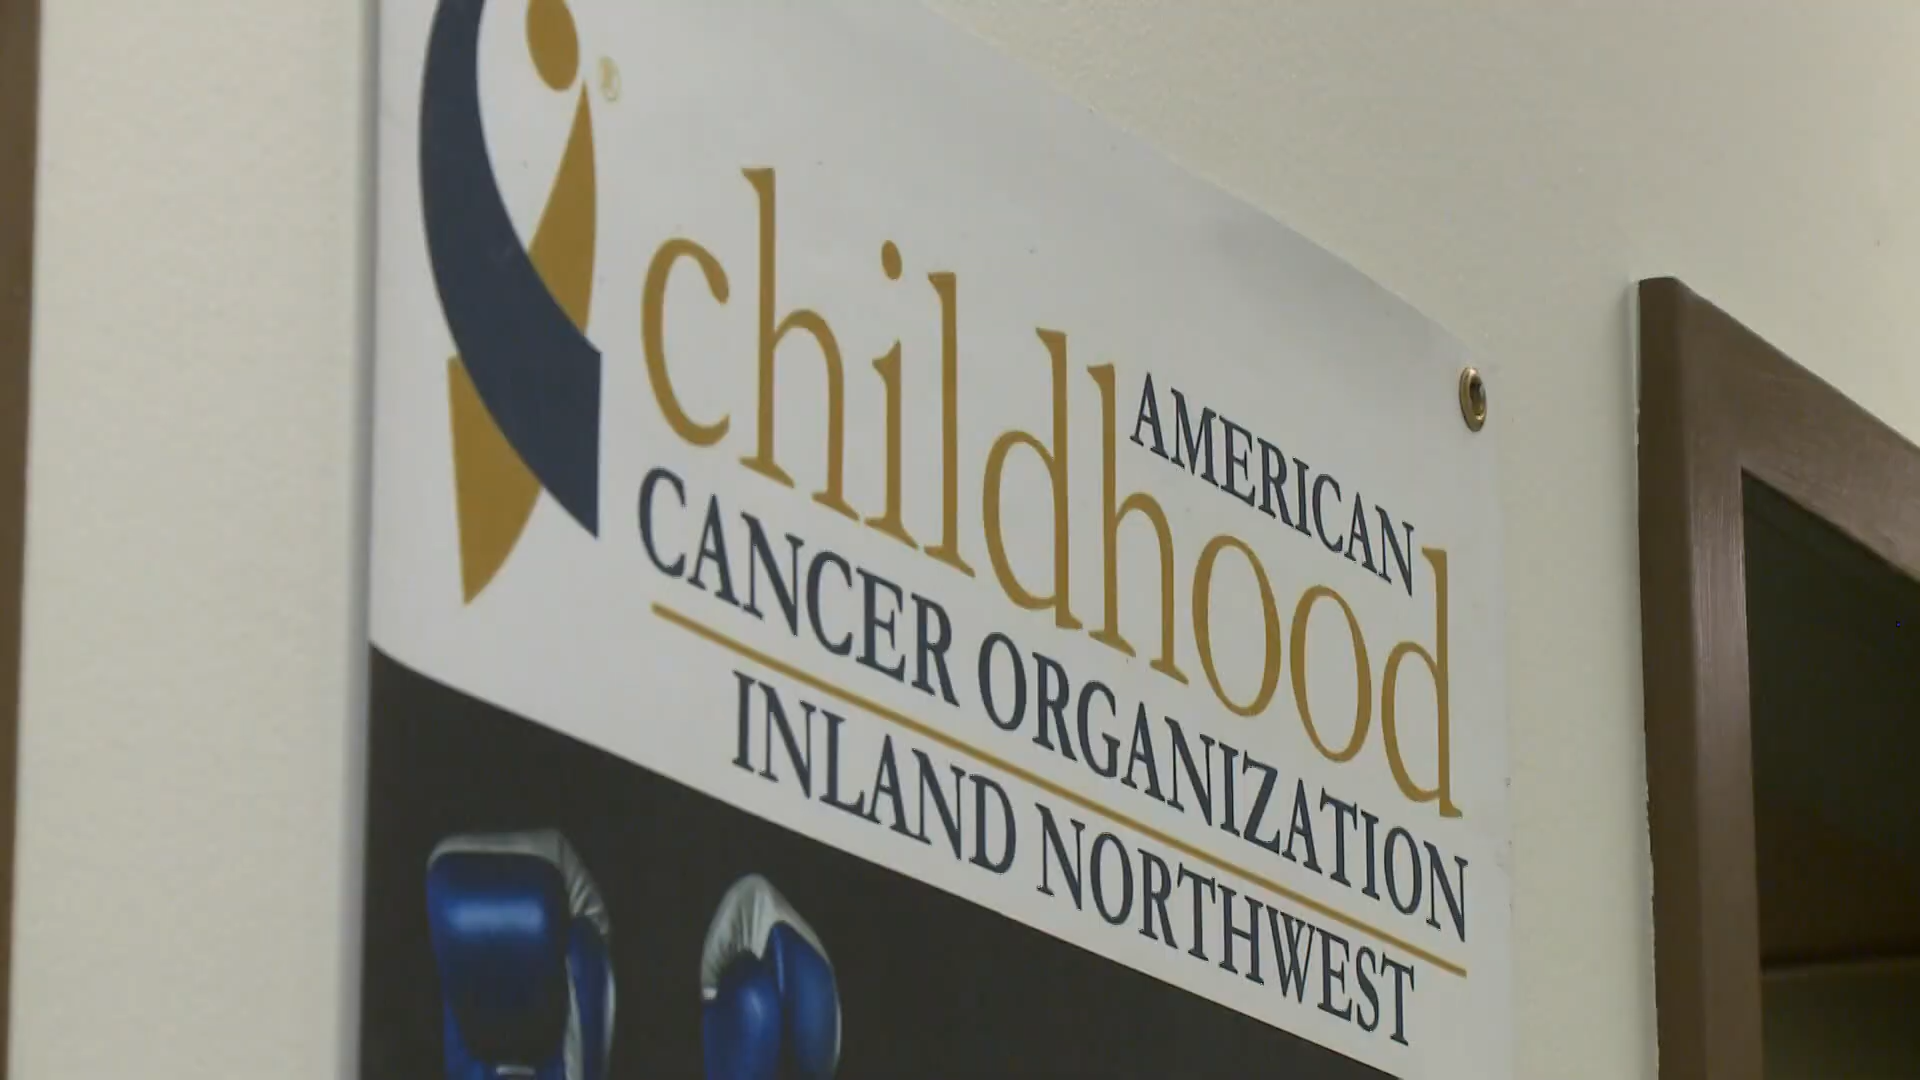 ®
AMERICAN
childhood
CANCER ORGANIZATION
INLAND NORTHWEST